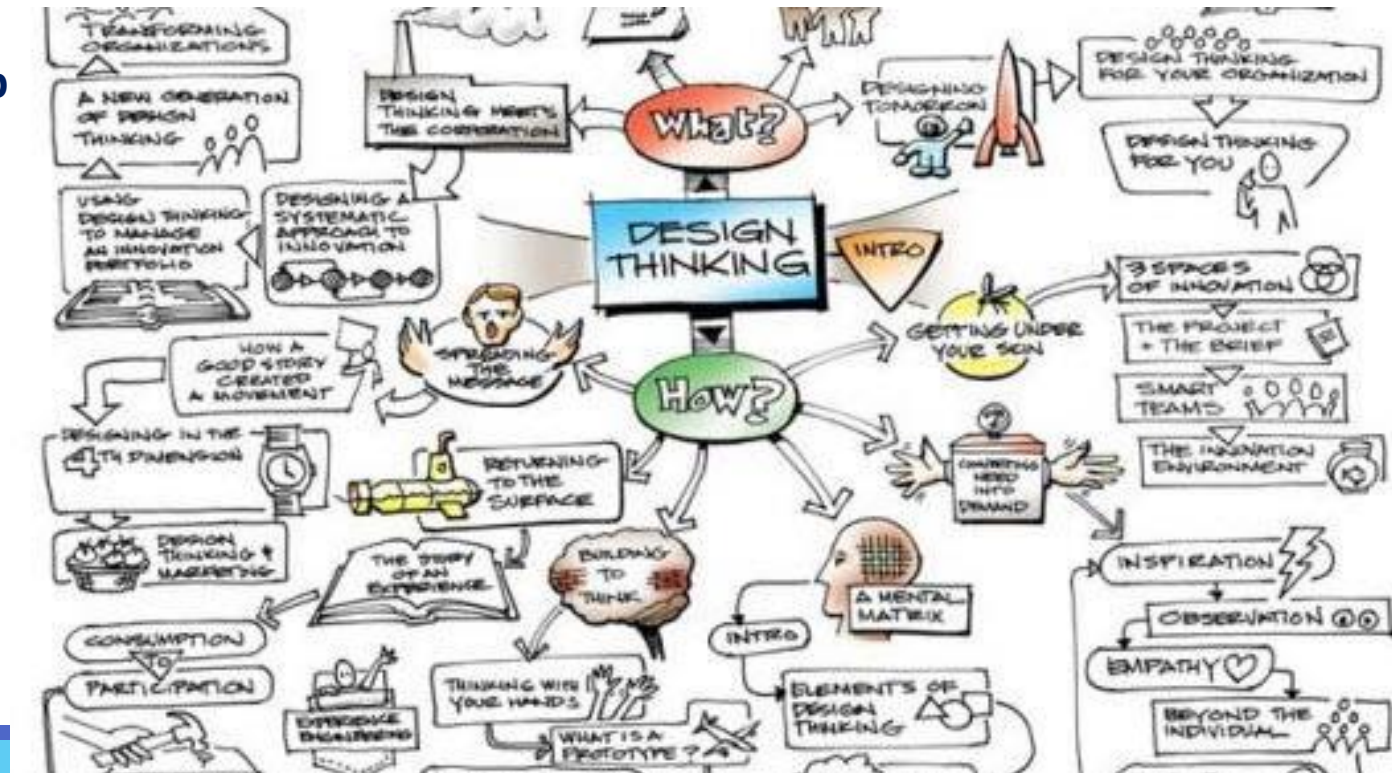 TRANSFORMING
ORGANIZATIONS
A NEW GENERATION
OF DESIGN
THINKING
USING
DESIGN THINKING
TO MANAGE
AN INNOVATION
PORTFOLIO
DESIGNING A
SYSTEMATIC
APPROACH TO
INNOVATION
DESIGN
THINKING MEETS
THE CORPORATION
What?
DESIGNING
TOMORROW
DESIGN THINKING
FOR YOUR ORGANIZATION
DESIGN THINKING
FOR YOU
DESIGN
THINKING
INTRO
How?
GETTING UNDER
YOUR SKIN
3 SPACES
OF INNOVATION
THE PROJECT
+ THE BRIEF
SMART
TEAMS
THE INNOVATION
ENVIRONMENT
CONVERTING
NEED
INTO
DEMAND
INSPIRATION
OBSERVATION
EMPATHY
BEYOND THE
INDIVIDUAL
A MENTAL
MATRIX
INTRO
ELEMENTS OF
DESIGN
THINKING
BUILDING
TO
THINK
THINKING WITH
YOUR HANDS
WHAT IS A
PROTOTYPE?
RETURNING
TO THE
SURFACE
THE STORY
OF AN
EXPERIENCE
CONSUMPTION
TO
PARTICIPATION
EXPERIENCE
ENGINEERING
SPREADING
THE
MESSAGE
HOW A
GOOD STORY
CREATED
A MOVEMENT
DESIGNING IN THE
4TH DIMENSION
DESIGN
THINKING &
MARKETING